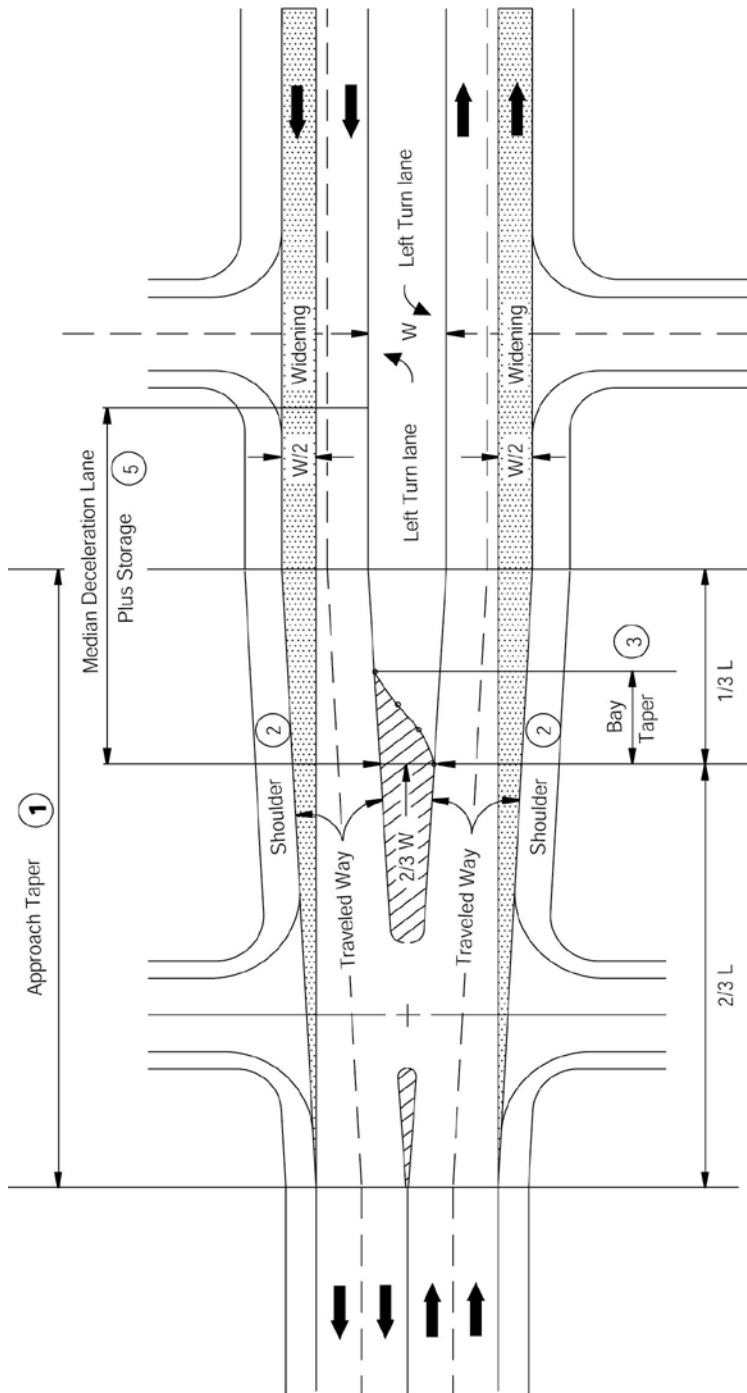 Approach Taper 1
Median Deceleration Lane
Plus Storage 5
Shoulder 2
W/2
Widening
Traveled Way
2/3 W
Left Turn lane
W
Left Turn lane
Traveled Way
Shoulder 2
W/2
Widening
Bay
Taper
3
2/3 L
1/3 L